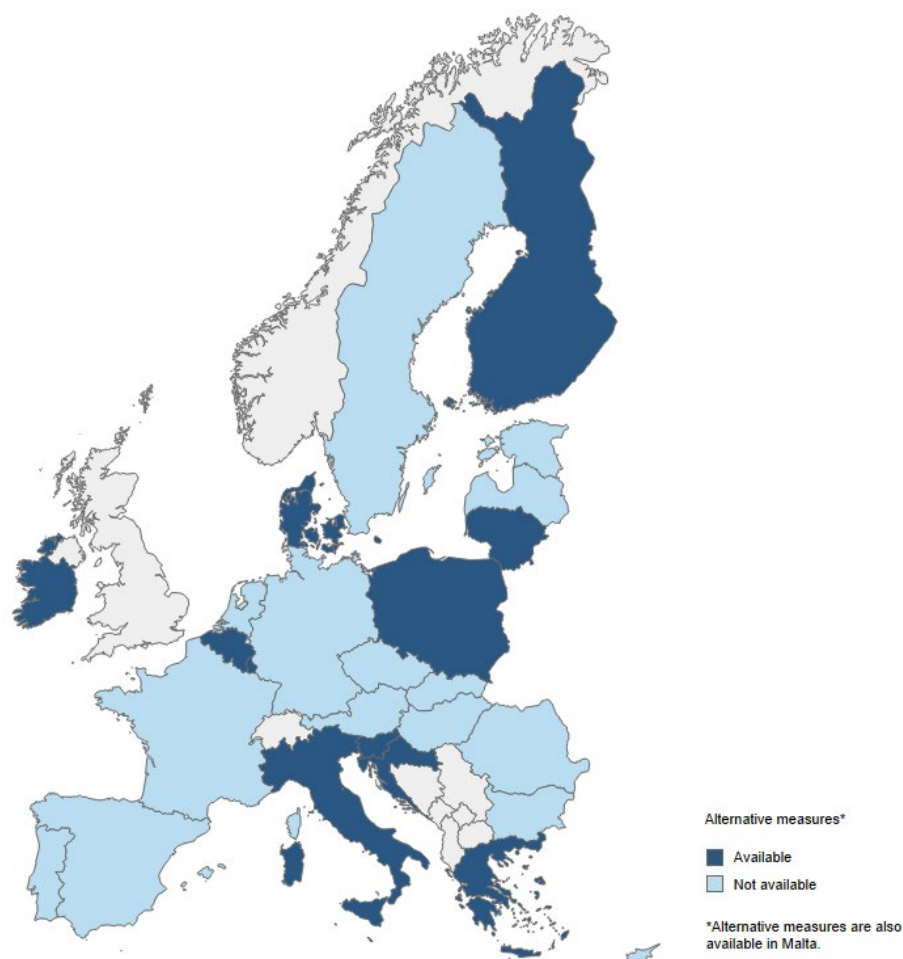 Alternative measures*
Available
Not available
*Alternative measures are also
available in Malta.